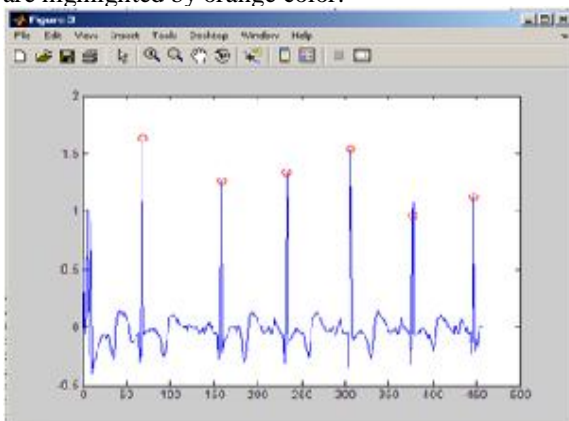 are highlighted by orange color.
Figure 3
File Edit View Insert Tools Desktop Window Help
2
1.5
1
0.5
0
-0.5
0 50 100 150 200 250 300 350 400 450 500